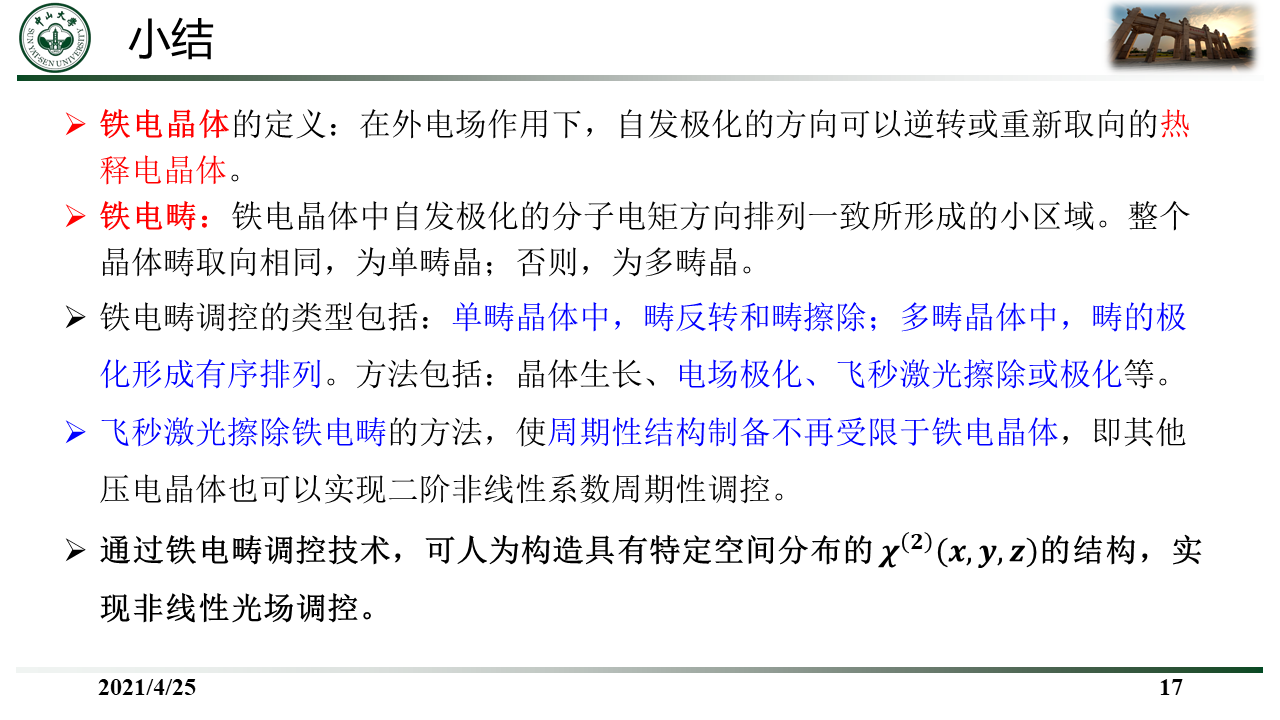 中山大学
SUN YAT-SEN UNIVERSITY
小结
➢ 铁电晶体的定义：在外电场作用下，自发极化的方向可以逆转或重新取向的热
释电晶体。
➢ 铁电畴：铁电晶体中自发极化的分子电矩方向排列一致所形成的小区域。整个
晶体畴取向相同，为单畴晶；否则，为多畴晶。
➢ 铁电畴调控的类型包括：单畴晶体中，畴反转和畴擦除；多畴晶体中，畴的极
化形成有序排列。方法包括：晶体生长、电场极化、飞秒激光擦除或极化等。
➢ 飞秒激光擦除铁电畴的方法，使周期性结构制备不再受限于铁电晶体，即其他
压电晶体也可以实现二阶非线性系数周期性调控。
➢ 通过铁电畴调控技术，可人为构造具有特定空间分布的 χ⁽²⁾(x, y, z)的结构，实
现非线性光场调控。
2021/4/25
17